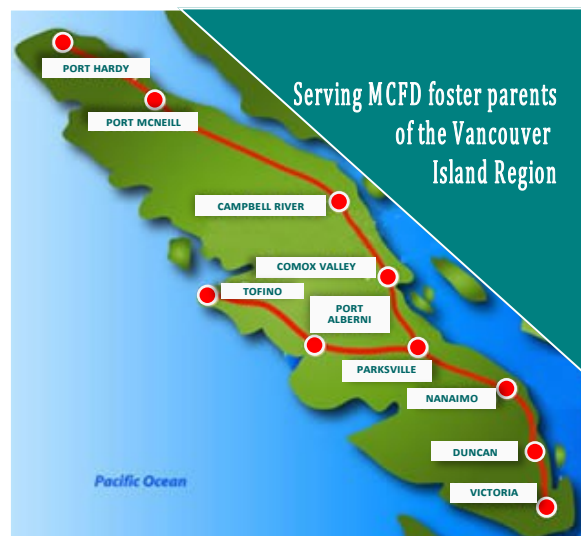 Serving MCFD foster parents
of the Vancouver
Island Region
PORT HARDY
PORT MCNEILL
CAMPBELL RIVER
COMOX VALLEY
TOFINO
PORT
ALBERNI
PARKSVILLE
NANAIMO
DUNCAN
VICTORIA
Pacific Ocean